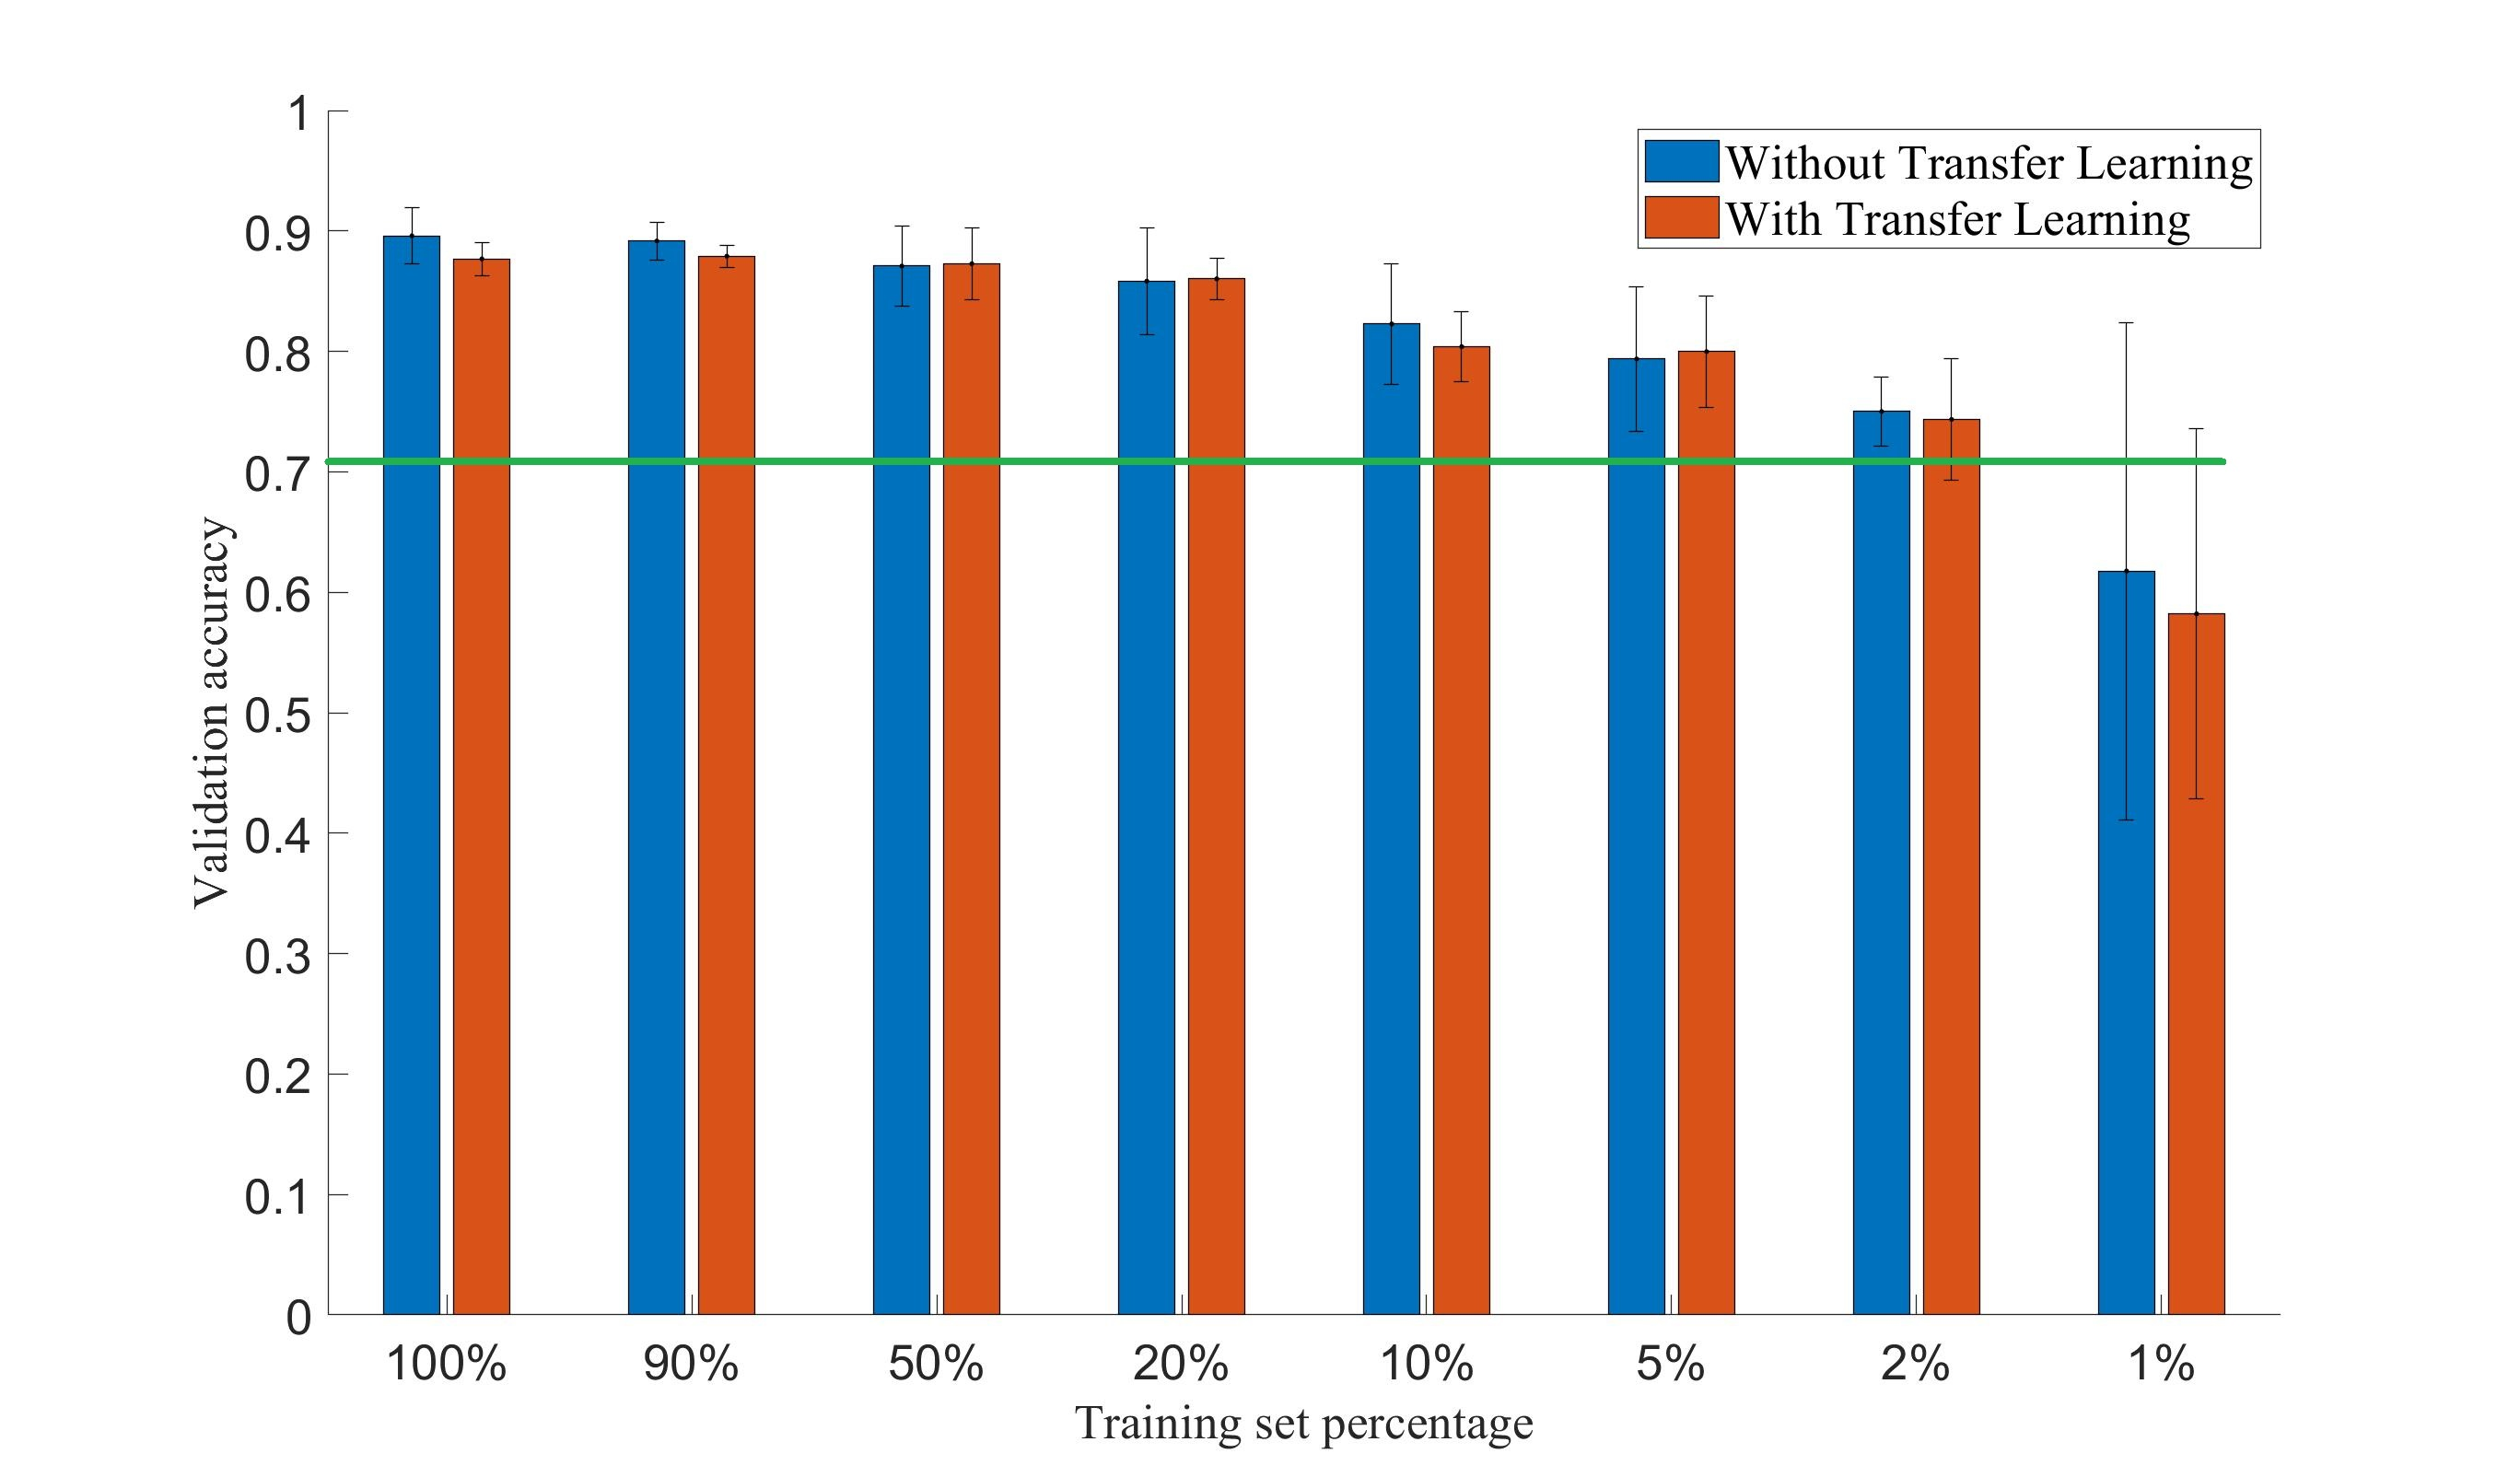 Without Transfer Learning
With Transfer Learning
1
0.9
0.8
0.7
0.6
0.5
0.4
0.3
0.2
0.1
0
Validation accuracy
100% 90% 50% 20% 10% 5% 2% 1%
Training set percentage